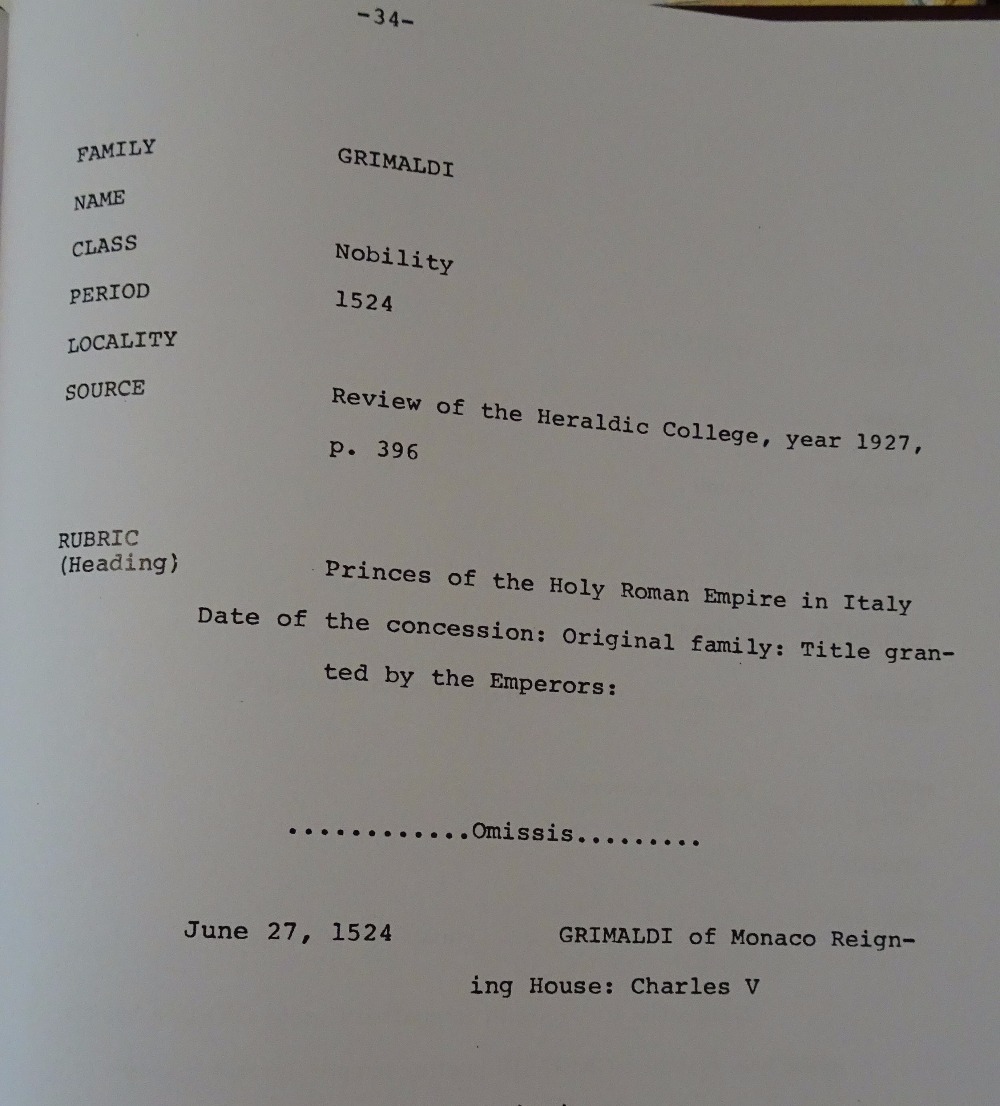 -34-
FAMILY GRIMALDI
NAME
CLASS Nobility
PERIOD 1524
LOCALITY
SOURCE Review of the Heraldic College, year 1927,
p. 396
RUBRIC
(Heading) Princes of the Holy Roman Empire in Italy
Date of the concession: Original family: Title gran-
ted by the Emperors:
............Omissis.........
June 27, 1524 GRIMALDI of Monaco Reign-
ing House: Charles V